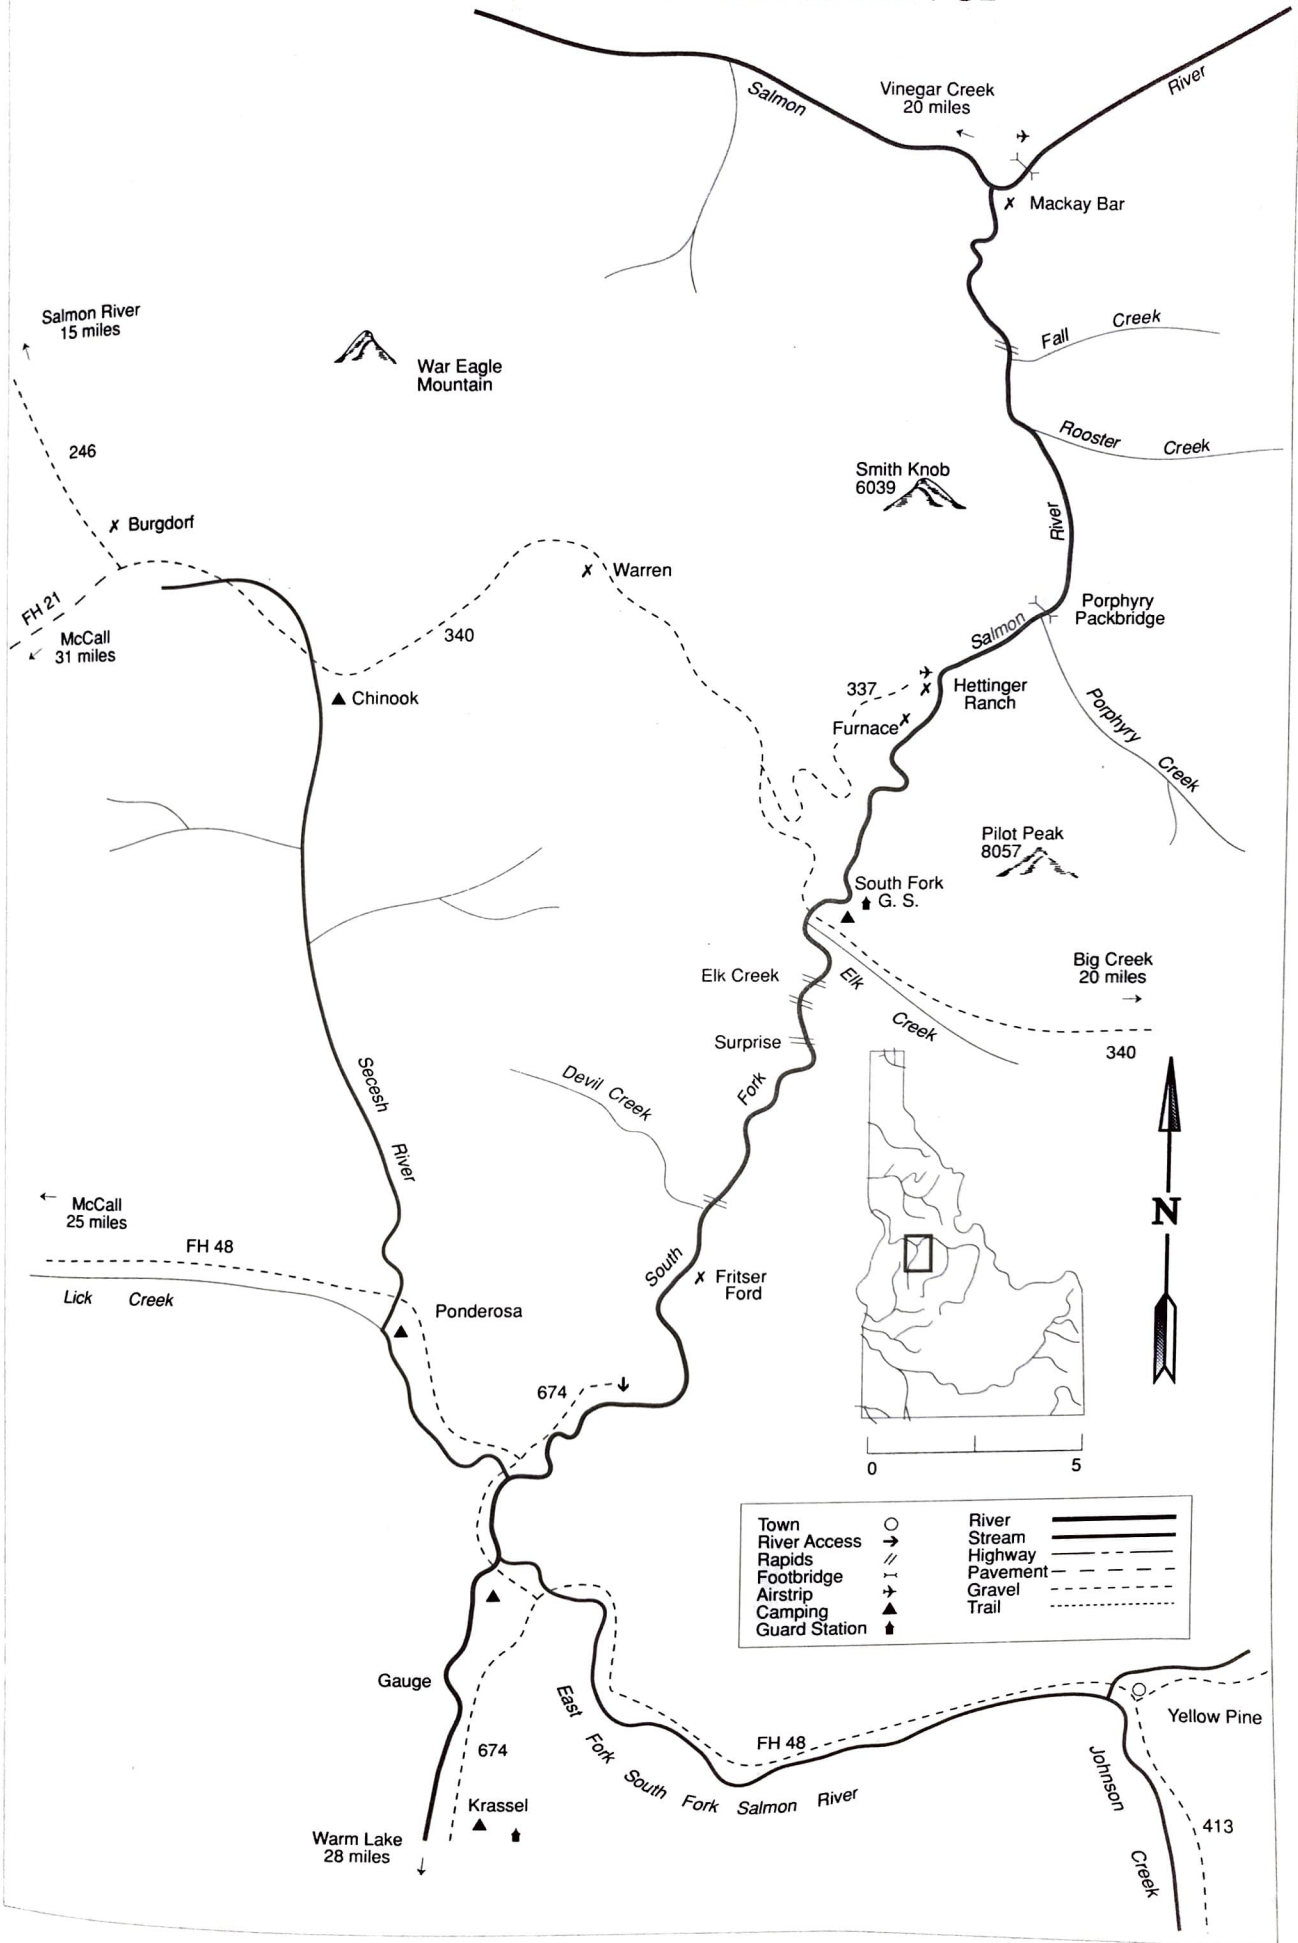 Salmon
River
Vinegar Creek
20 miles
Mackay Bar
Salmon River
15 miles
War Eagle
Mountain
Fall Creek
246
Rooster Creek
Smith Knob
6039
River
Burgdorf
Warren
FH 21
McCall
31 miles
340
Porphyry
Packbridge
Salmon
Chinook
337
Hettinger
Ranch
Furnace
Porphyry Creek
Pilot Peak
8057
South Fork
G. S.
Elk Creek
Elk Creek
Big Creek
20 miles
Surprise
340
Secesh River
Devil Creek
Fork
McCall
25 miles
N
FH 48
Lick Creek
South
Fritser
Ford
Ponderosa
674
0 5
Town
River Access
Rapids
Footbridge
Airstrip
Camping
Guard Station
River
Stream
Highway
Pavement
Gravel
Trail
Gauge
East Fork South Fork Salmon River
FH 48
Yellow Pine
674
Johnson Creek
Krassel
413
Warm Lake
28 miles